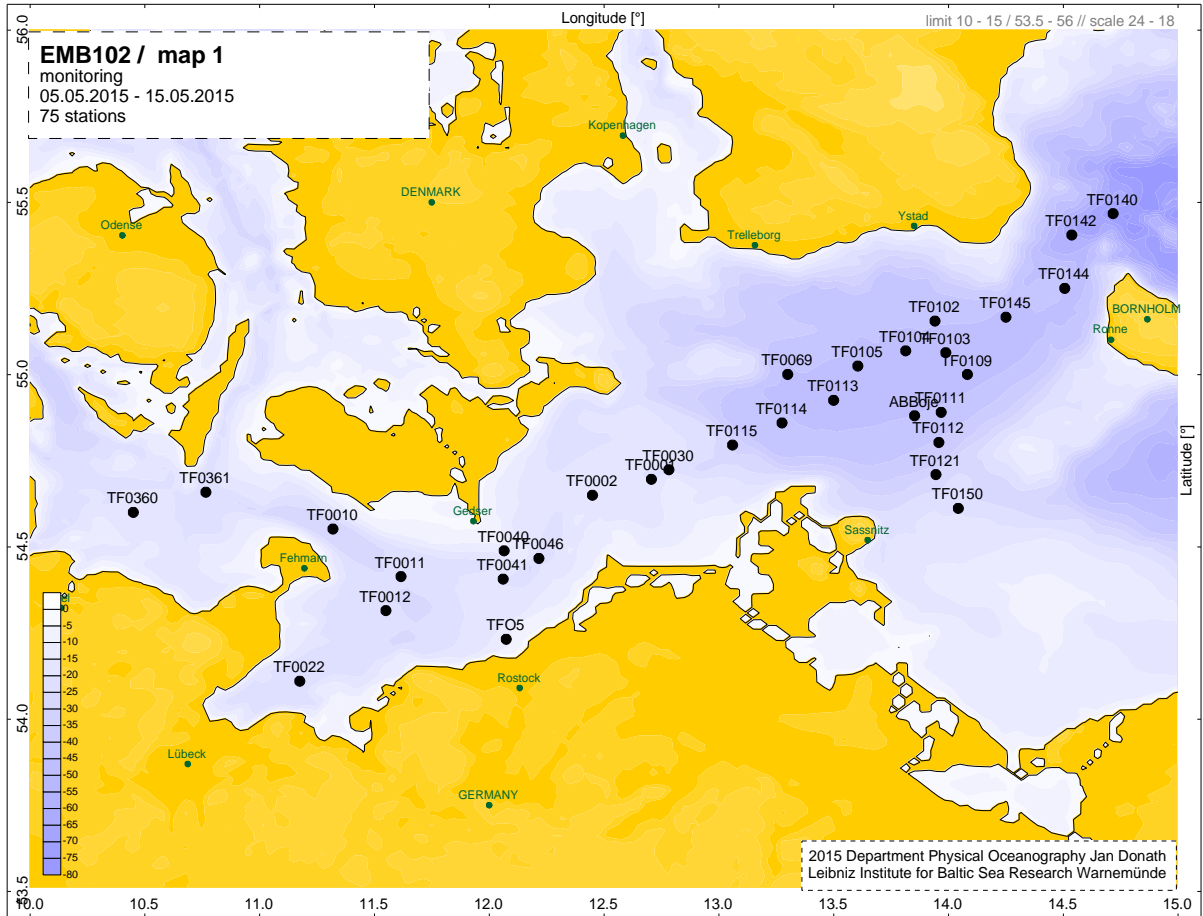 Longitude [°]
limit 10 - 15 / 53.5 - 56 // scale 24 - 18
56.0
EMB102 / map 1
monitoring
05.05.2015 - 15.05.2015
75 stations
Kopenhagen
DENMARK
55.5
TF0140
Odense
Ystad
TF0142
Trelleborg
TF0144
TF0145
BORNHOLM
TF0102
Ronne
TF0104
TF0103
55.0
TF0069
TF0105
TF0109
TF0113
ABBoje
TF0111
TF0114
TF0112
TF0115
Latitude [°]
TF0030
TF0001
TF0361
TF0002
TF0121
TF0360
TF0150
TF0010
Gedser
Sassnitz
54.5
TF0040
TF0046
Fehmarn
TF0011
TF0041
TF0012
0
-5
-10
-15
-20
-25
-30
-35
-40
-45
-50
-55
-60
-65
-70
-75
-80
TFO5
TF0022
Rostock
54.0
Lübeck
GERMANY
2015 Department Physical Oceanography Jan Donath
Leibniz Institute for Baltic Sea Research Warnemünde
53.5
10.0 10.5 11.0 11.5 12.0 12.5 13.0 13.5 14.0 14.5 15.0